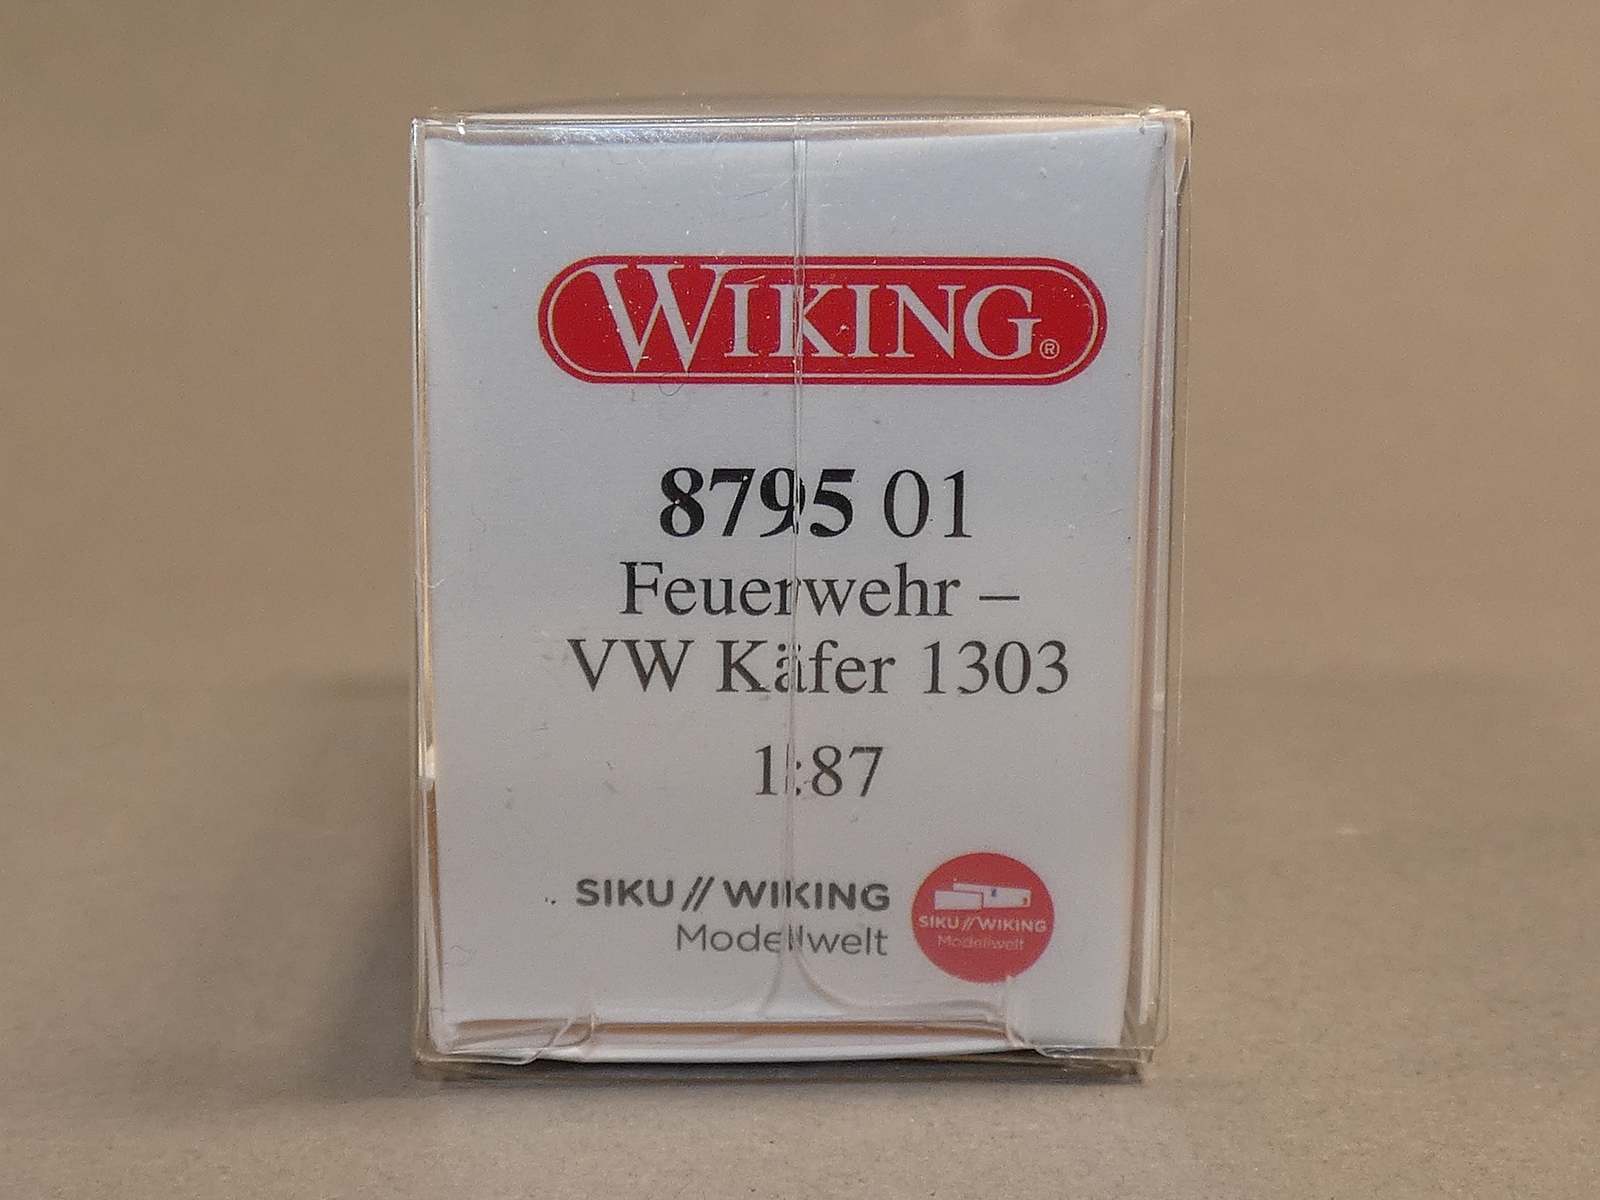 WIKING®
8795 01
Feuerwehr –
VW Käfer 1303
1:87
SIKU // WIKING
Modellwelt
SIKU // WIKING
Modellwelt